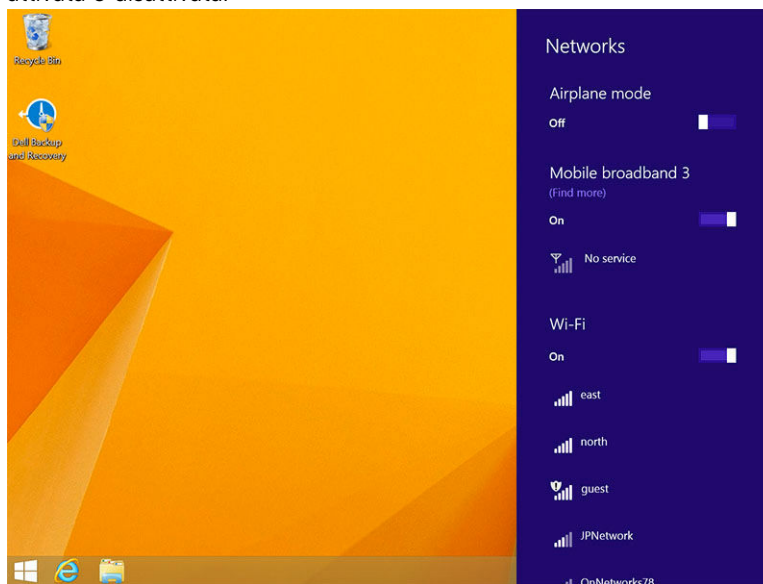 Recycle Bin
Dell Backup
and Recovery
Networks
Airplane mode
Off
Mobile broadband 3
(Find more)
On
No service
Wi-Fi
On
east
north
guest
JPNetwork
OnNetworks78